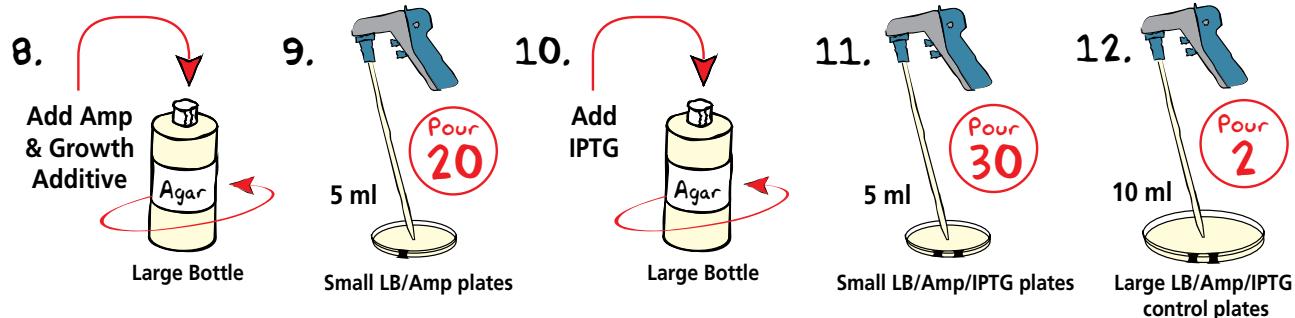 8.
Add Amp
& Growth
Additive
Agar
Large Bottle
9.
Pour
20
5 ml
Small LB/Amp plates
10.
Add
IPTG
Agar
Large Bottle
11.
Pour
30
5 ml
Small LB/Amp/IPTG plates
12.
Pour
2
10 ml
Large LB/Amp/IPTG
control plates